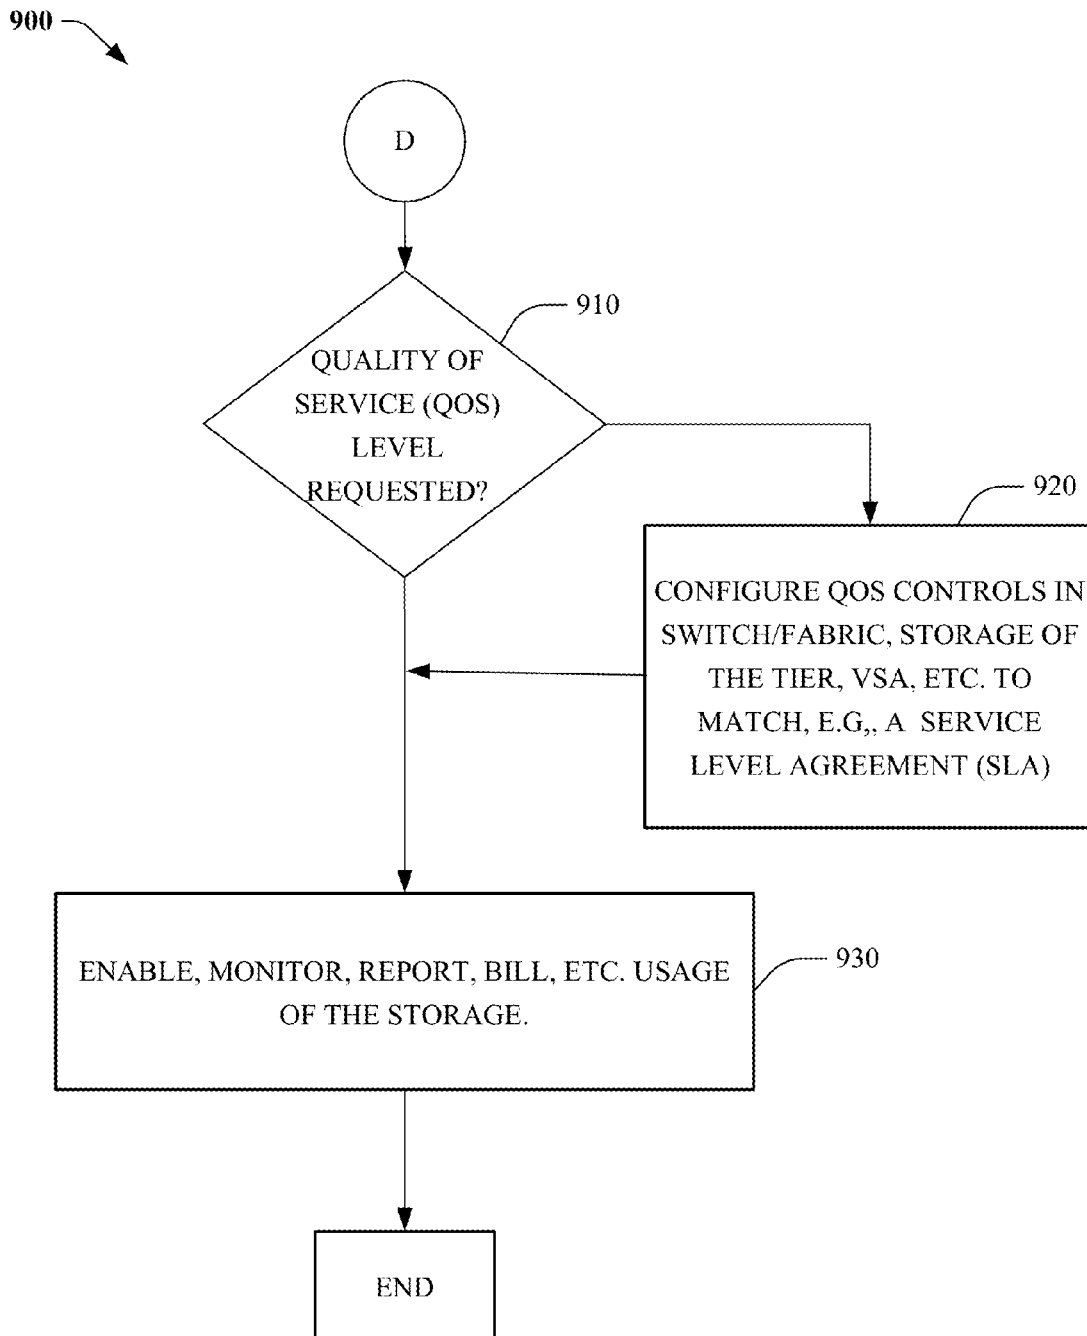 900
D
910
QUALITY OF
SERVICE (QOS)
LEVEL
REQUESTED?
920
CONFIGURE QOS CONTROLS IN
SWITCH/FABRIC, STORAGE OF
THE TIER, VSA, ETC. TO
MATCH, E.G,, A SERVICE
LEVEL AGREEMENT (SLA)
930
ENABLE, MONITOR, REPORT, BILL, ETC. USAGE
OF THE STORAGE.
END